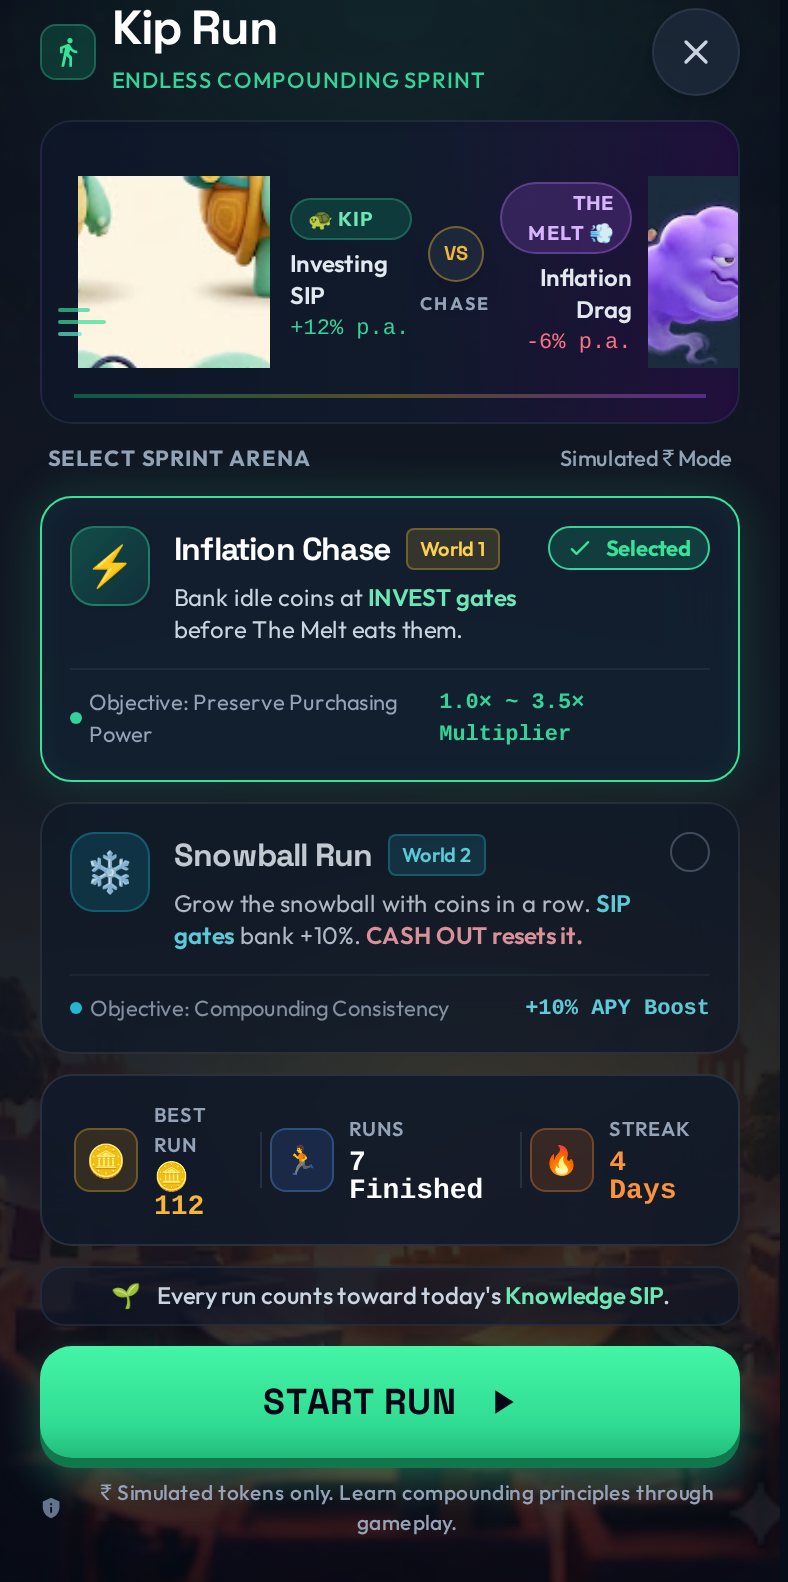 Kip Run
ENDLESS COMPOUNDING SPRINT
🐢 KIP
Investing
SIP
+12% p.a.
VS
CHASE
THE
MELT 💨
Inflation
Drag
-6% p.a.
SELECT SPRINT ARENA
Simulated ₹ Mode
Inflation Chase
World 1
Selected
Bank idle coins at INVEST gates
before The Melt eats them.
Objective: Preserve Purchasing
Power
1.0× ~ 3.5×
Multiplier
Snowball Run
World 2
Grow the snowball with coins in a row. SIP
gates bank +10%. CASH OUT resets it.
Objective: Compounding Consistency
+10% APY Boost
BEST
RUN
🪙
112
RUNS
7
Finished
STREAK
4
Days
🌱 Every run counts toward today's Knowledge SIP.
START RUN
₹ Simulated tokens only. Learn compounding principles through
gameplay.